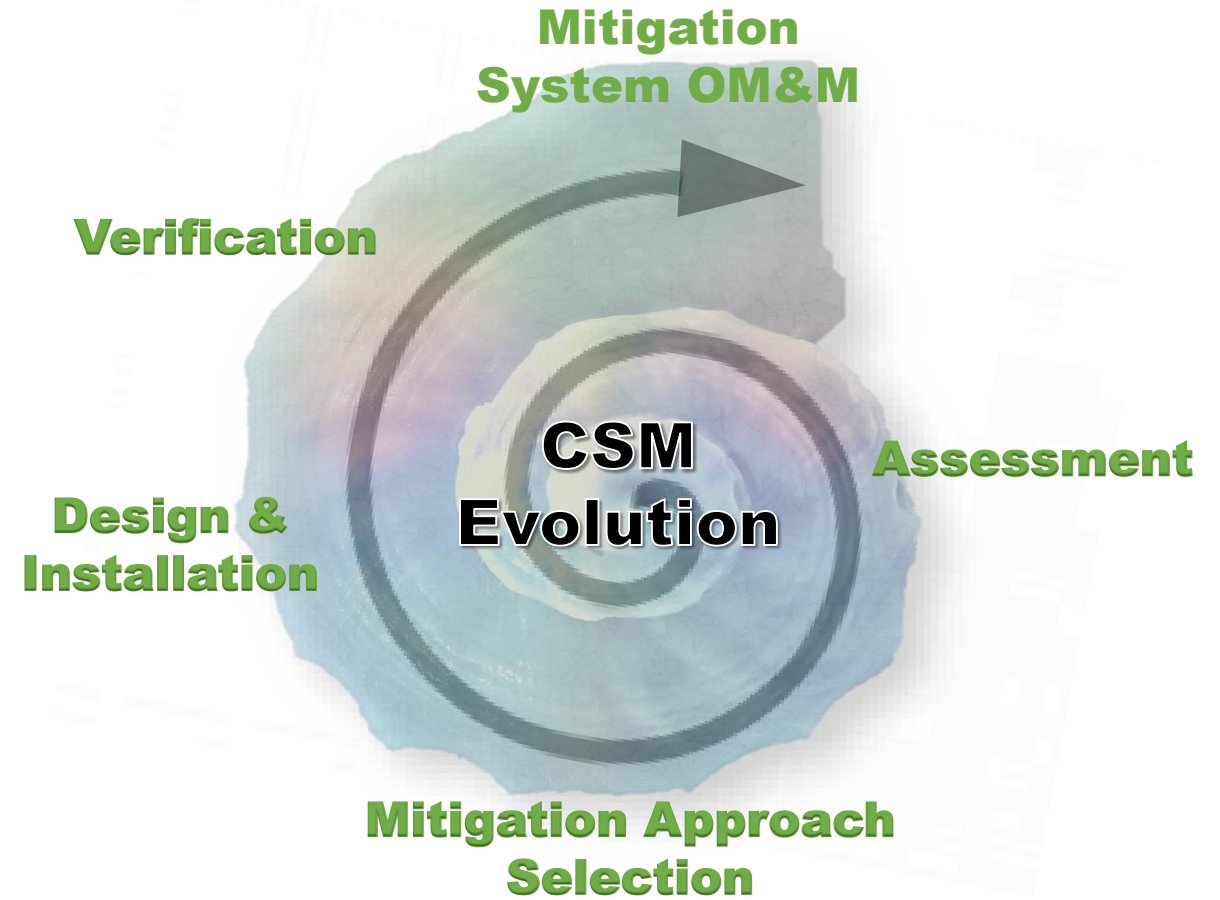 Mitigation
System OM&M
Verification
CSM
Evolution
Assessment
Design &
Installation
Mitigation Approach
Selection